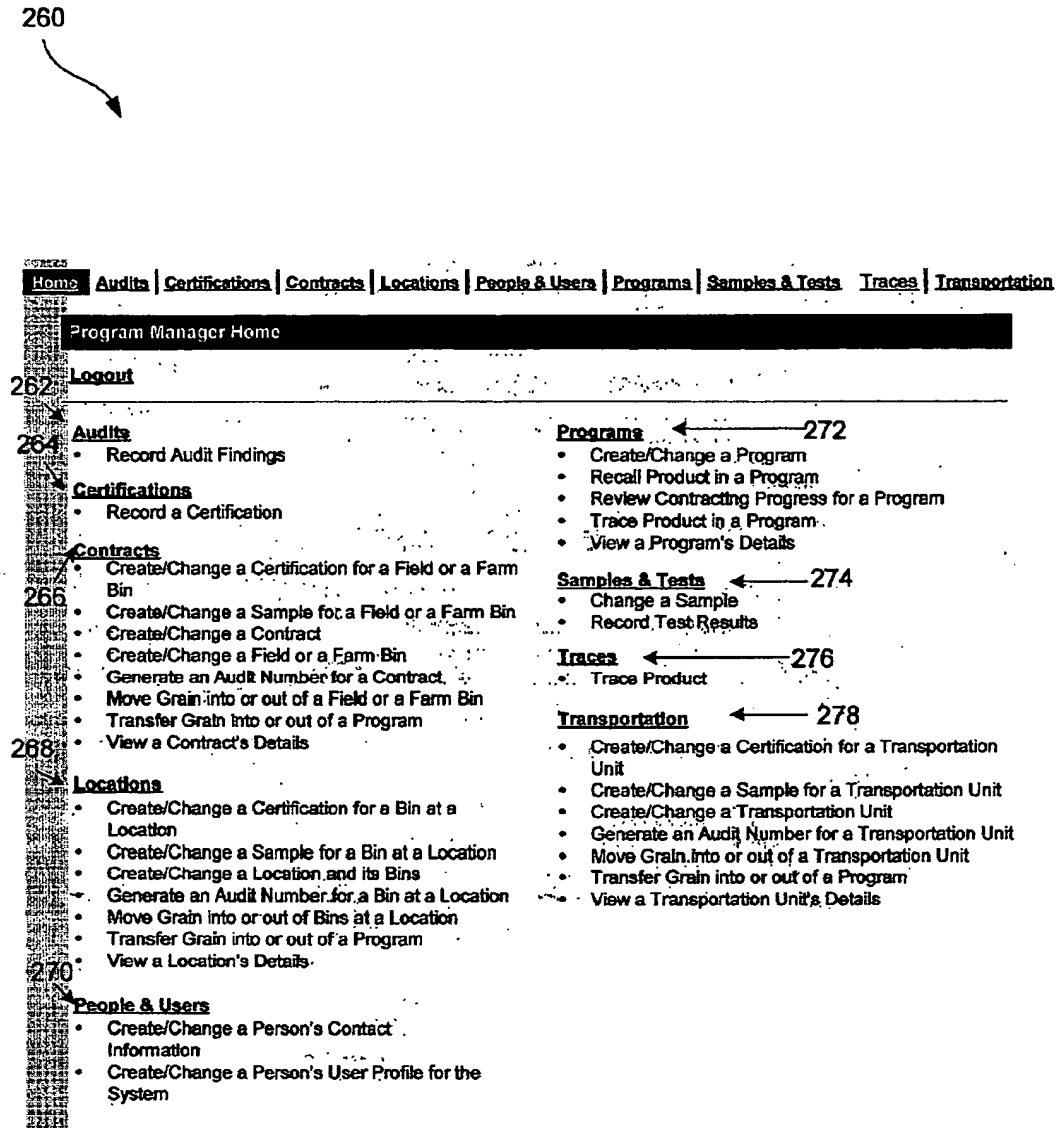 260
Home Audits Certifications Contracts Locations People & Users Programs Samples & Tests Traces Transportation
Program Manager Home
Logout
262
Audits
264
• Record Audit Findings
Certifications
• Record a Certification
Contracts
266
• Create/Change a Certification for a Field or a Farm
Bin
• Create/Change a Sample for a Field or a Farm Bin
• Create/Change a Contract
• Create/Change a Field or a Farm Bin
• Generate an Audit Number for a Contract
• Move Grain into or out of a Field or a Farm Bin
• Transfer Grain into or out of a Program
• View a Contract's Details
268
Locations
• Create/Change a Certification for a Bin at a
Location
• Create/Change a Sample for a Bin at a Location
• Create/Change a Location and its Bins
• Generate an Audit Number for a Bin at a Location
• Move Grain into or out of Bins at a Location
• Transfer Grain into or out of a Program
• View a Location's Details
270
People & Users
• Create/Change a Person's Contact
Information
• Create/Change a Person's User Profile for the
System
Programs 272
• Create/Change a Program
• Recall Product in a Program
• Review Contracting Progress for a Program
• Trace Product in a Program
• View a Program's Details
Samples & Tests 274
• Change a Sample
• Record Test Results
Traces 276
• Trace Product
Transportation 278
• Create/Change a Certification for a Transportation
Unit
• Create/Change a Sample for a Transportation Unit
• Create/Change a Transportation Unit
• Generate an Audit Number for a Transportation Unit
• Move Grain into or out of a Transportation Unit
• Transfer Grain into or out of a Program
• View a Transportation Unit's Details